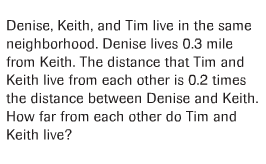 Denise, Keith, and Tim live in the same
neighborhood. Denise lives 0.3 mile
from Keith. The distance that Tim and
Keith live from each other is 0.2 times
the distance between Denise and Keith.
How far from each other do Tim and
Keith live?